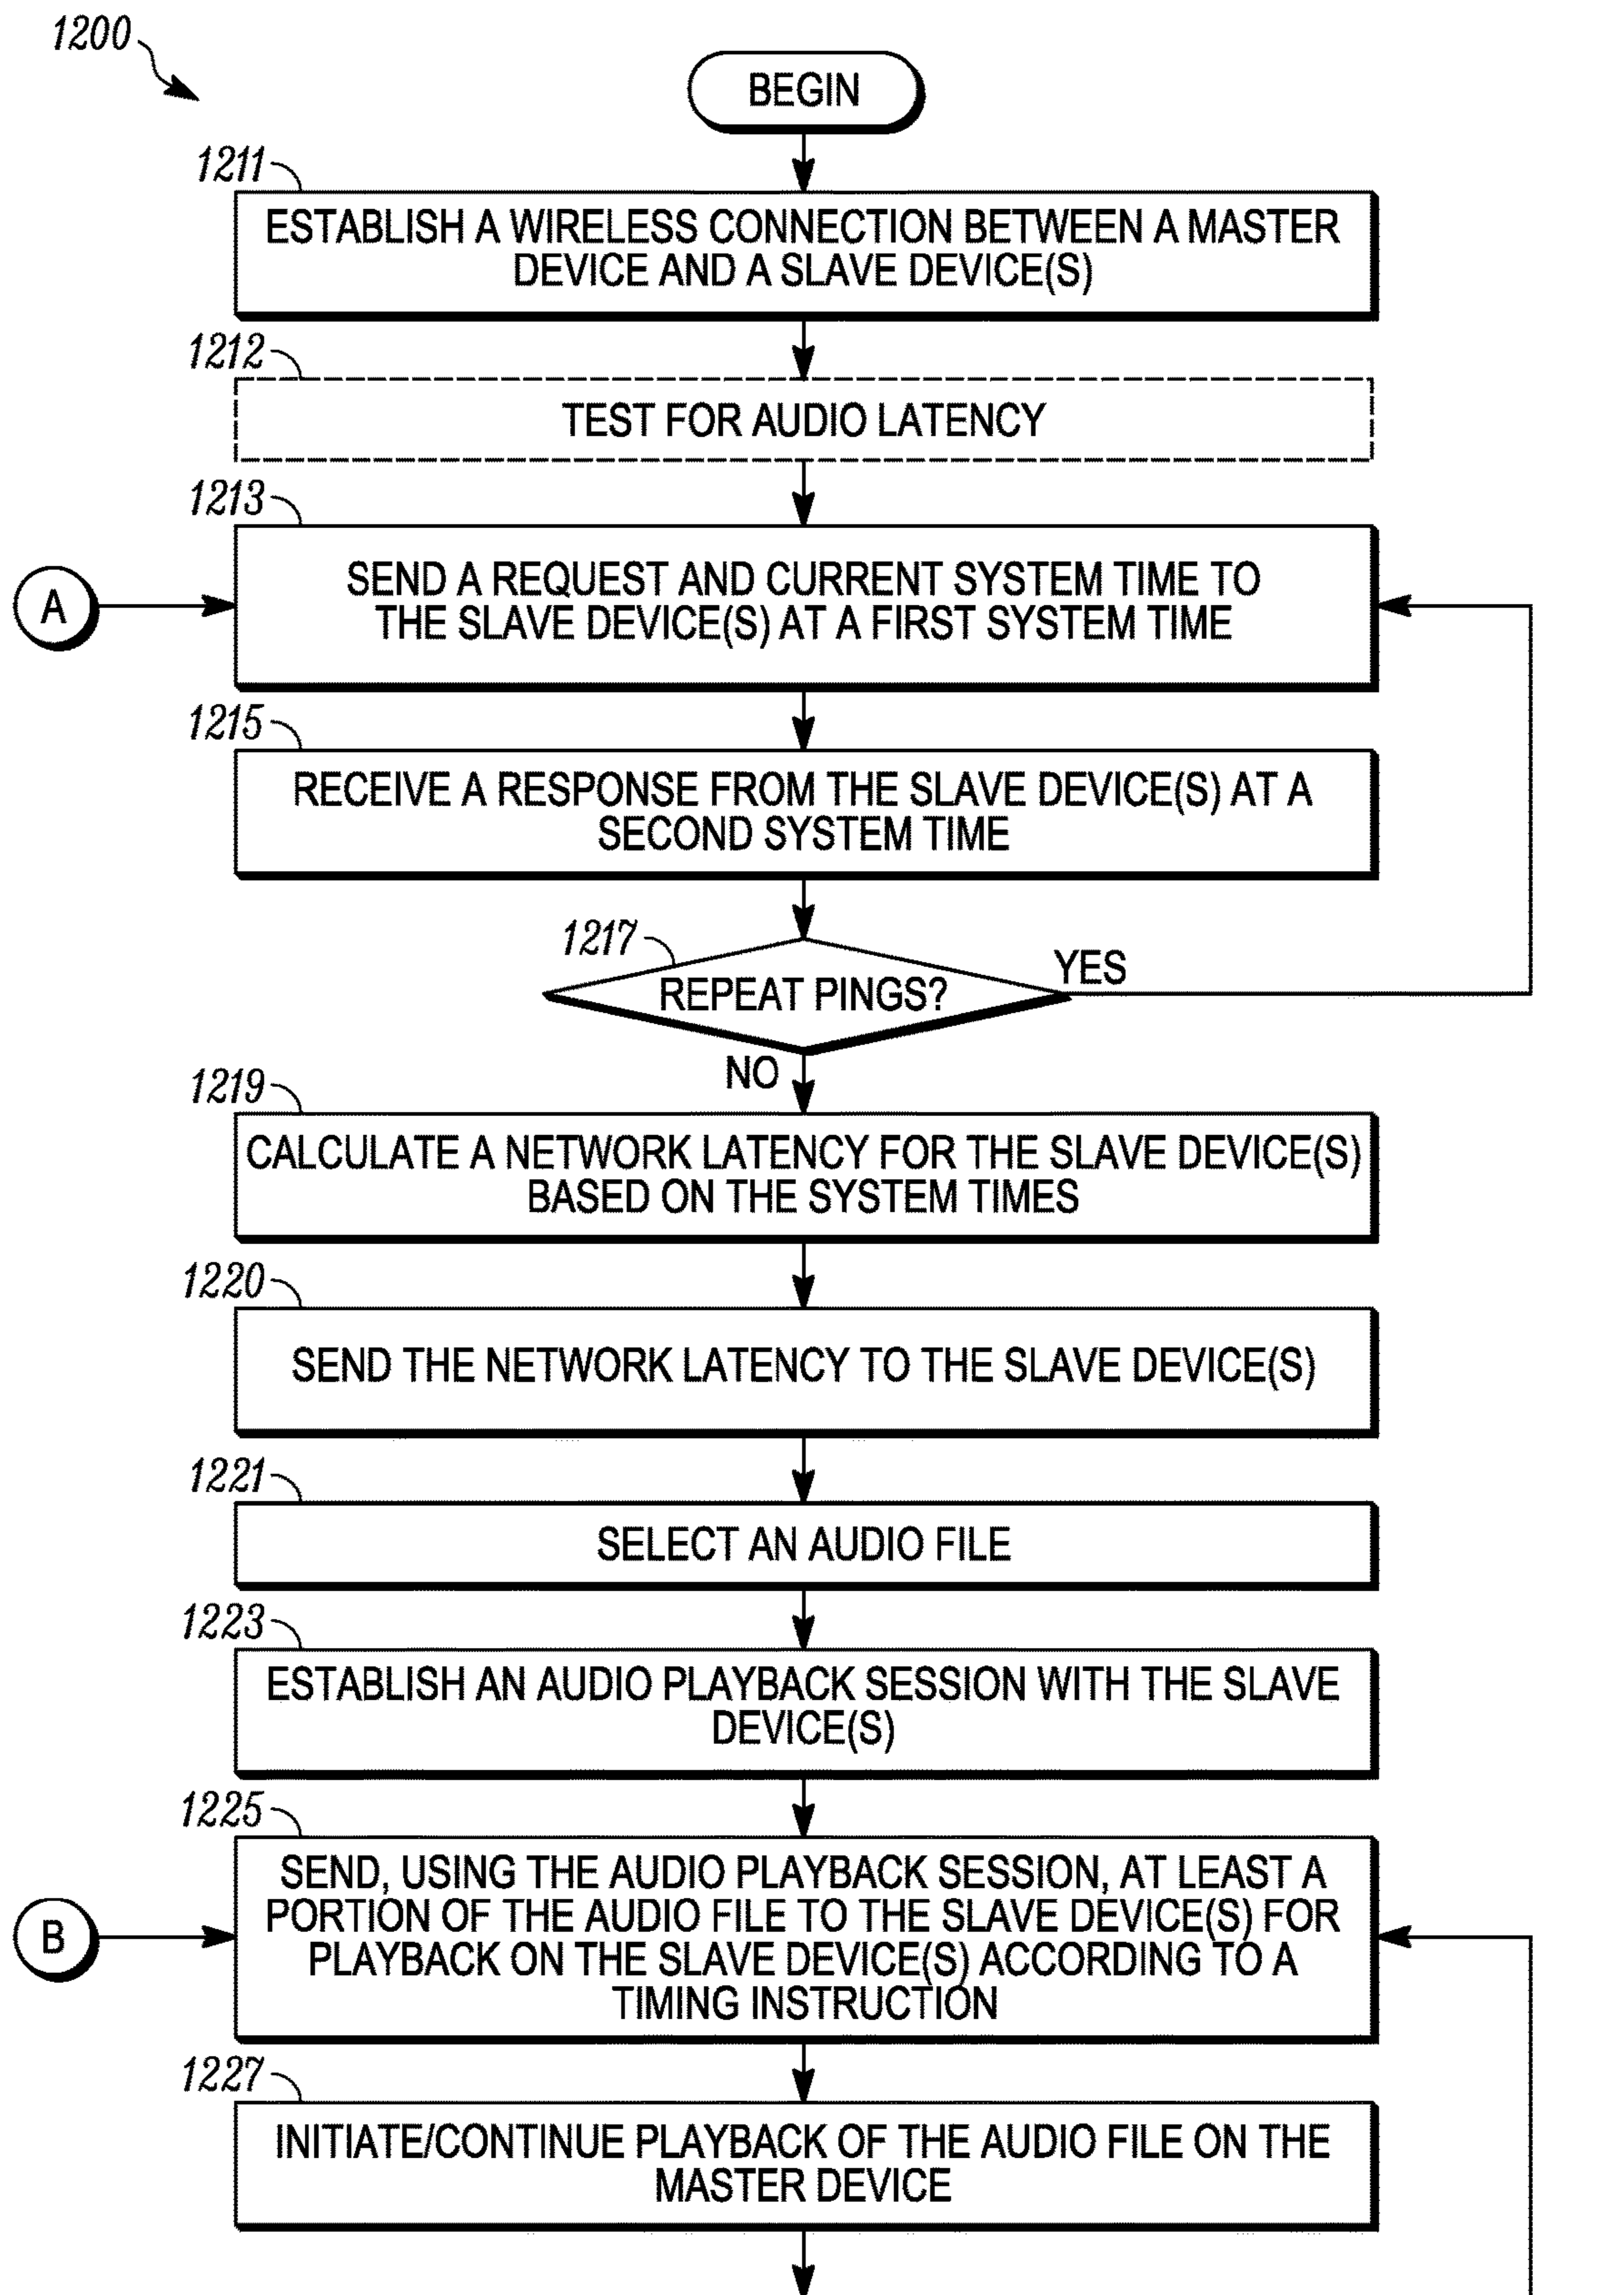 1200
BEGIN
1211
ESTABLISH A WIRELESS CONNECTION BETWEEN A MASTER
DEVICE AND A SLAVE DEVICE(S)
1212
TEST FOR AUDIO LATENCY
1213
A
SEND A REQUEST AND CURRENT SYSTEM TIME TO
THE SLAVE DEVICE(S) AT A FIRST SYSTEM TIME
1215
RECEIVE A RESPONSE FROM THE SLAVE DEVICE(S) AT A
SECOND SYSTEM TIME
1217
REPEAT PINGS?
YES
NO
1219
CALCULATE A NETWORK LATENCY FOR THE SLAVE DEVICE(S)
BASED ON THE SYSTEM TIMES
1220
SEND THE NETWORK LATENCY TO THE SLAVE DEVICE(S)
1221
SELECT AN AUDIO FILE
1223
ESTABLISH AN AUDIO PLAYBACK SESSION WITH THE SLAVE
DEVICE(S)
1225
B
SEND, USING THE AUDIO PLAYBACK SESSION, AT LEAST A
PORTION OF THE AUDIO FILE TO THE SLAVE DEVICE(S) FOR
PLAYBACK ON THE SLAVE DEVICE(S) ACCORDING TO A
TIMING INSTRUCTION
1227
INITIATE/CONTINUE PLAYBACK OF THE AUDIO FILE ON THE
MASTER DEVICE